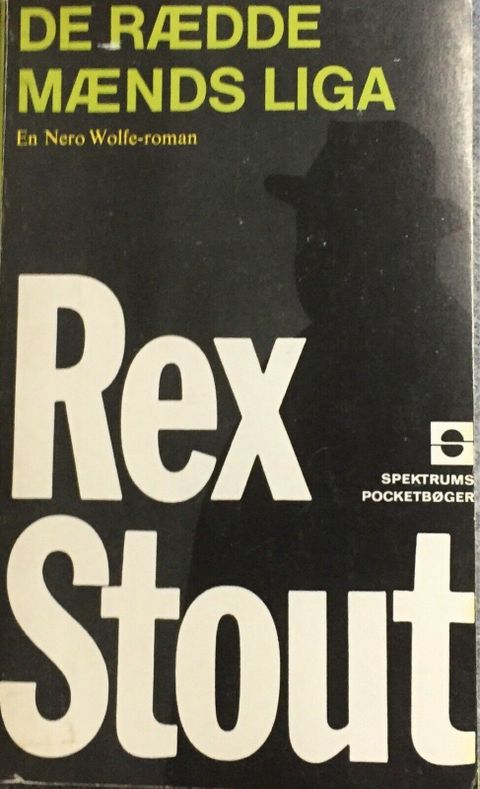 DE RÆDDE
MÆNDS LIGA
En Nero Wolfe-roman
Rex
SPEKTRUMS
POCKETBØGER
Stout